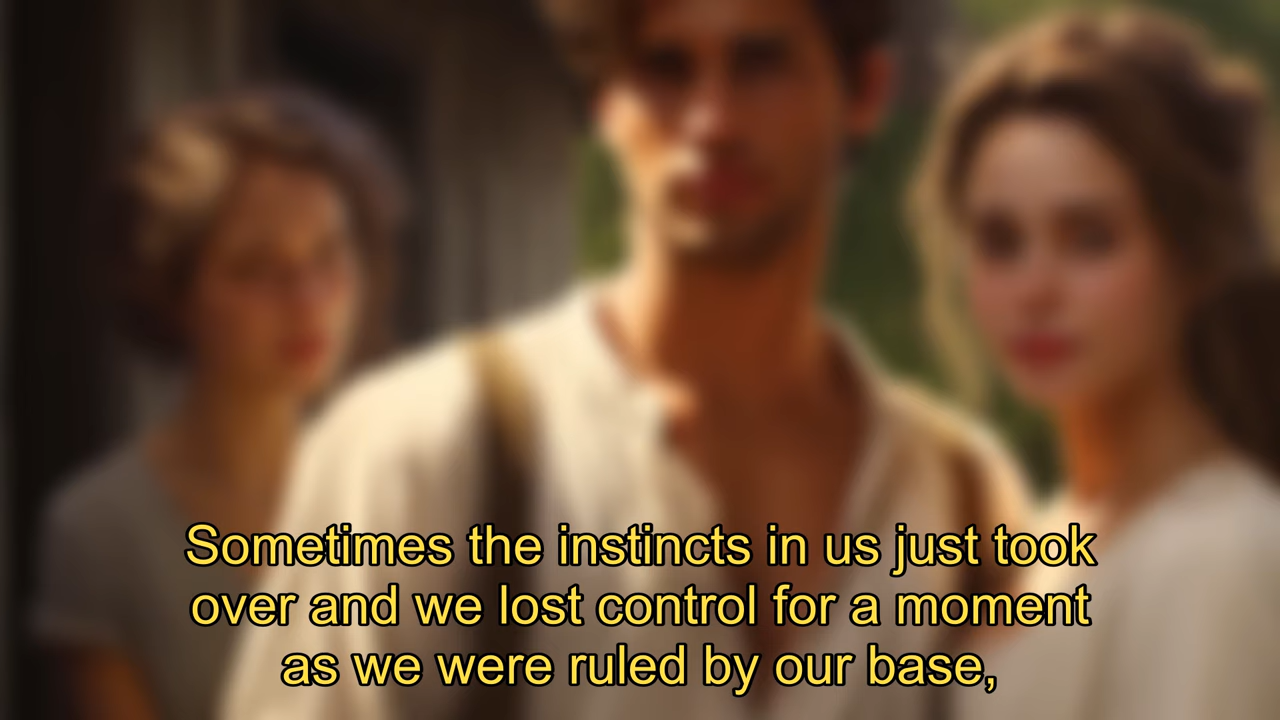 Sometimes the instincts in us just took
over and we lost control for a moment
as we were ruled by our base,